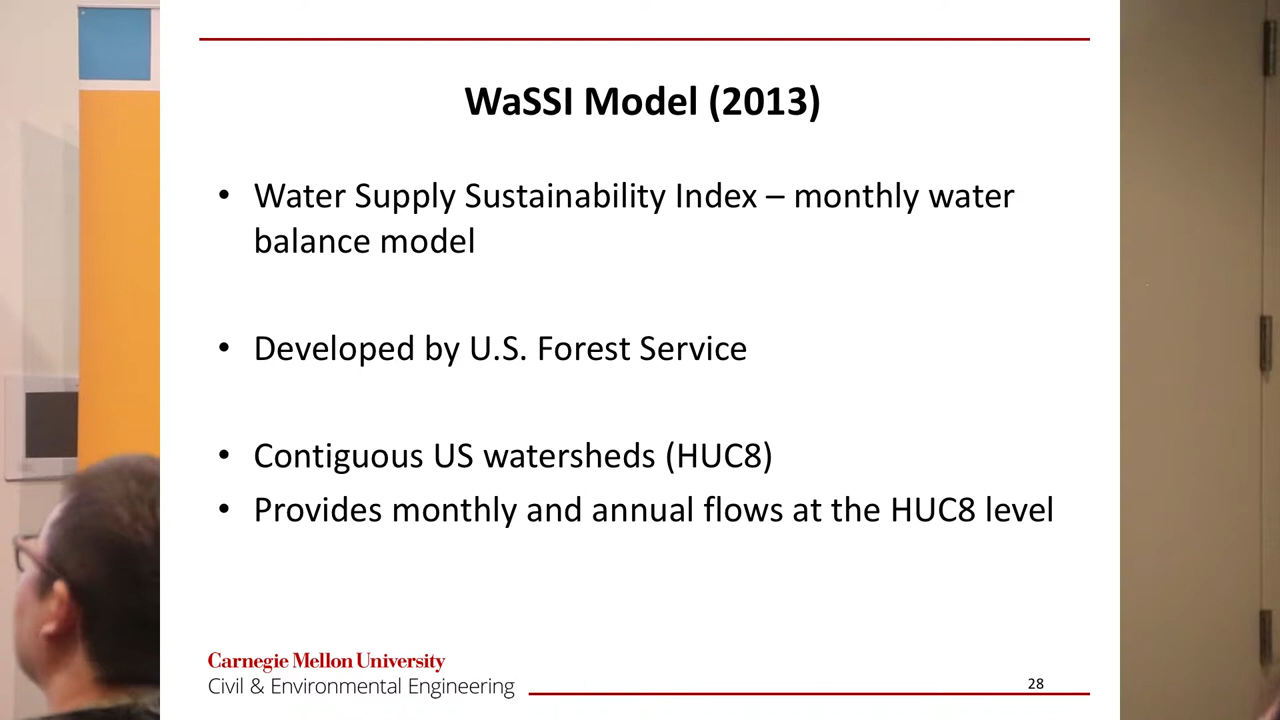 WaSSI Model (2013)
• Water Supply Sustainability Index – monthly water
balance model
• Developed by U.S. Forest Service
• Contiguous US watersheds (HUC8)
• Provides monthly and annual flows at the HUC8 level
Carnegie Mellon University
Civil & Environmental Engineering
28